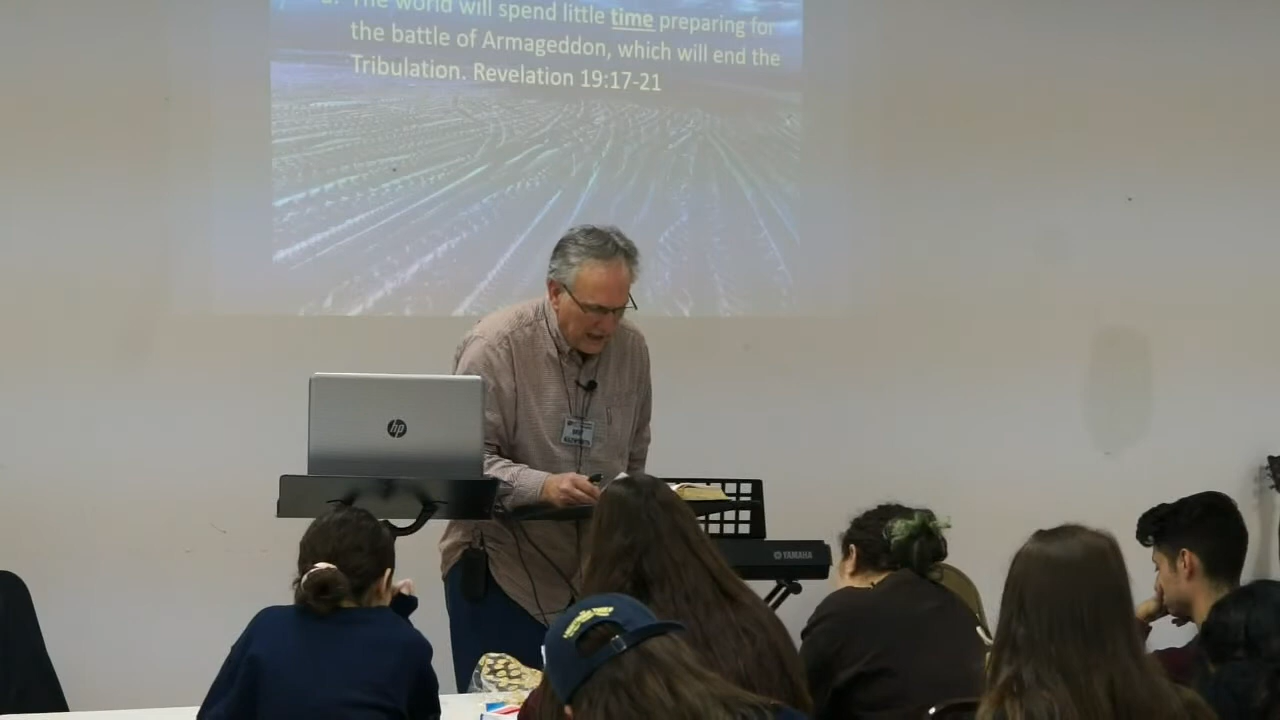 The world will spend little time preparing for
the battle of Armageddon, which will end the
Tribulation. Revelation 19:17-21
hp
YAMAHA